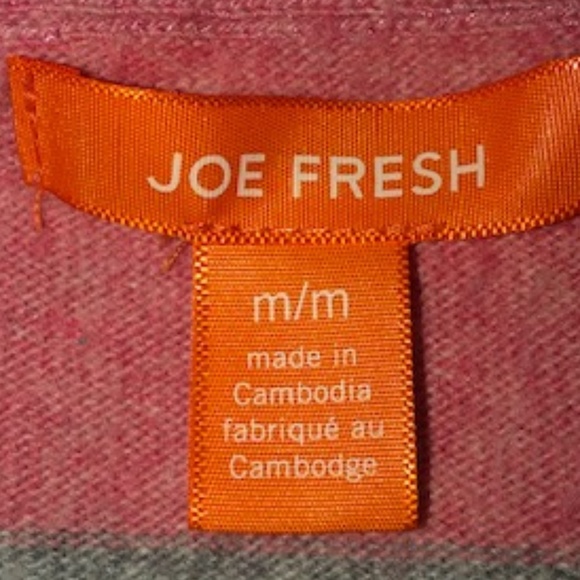 JOE FRESH
m/m
made in
Cambodia
fabriqué au
Cambodge